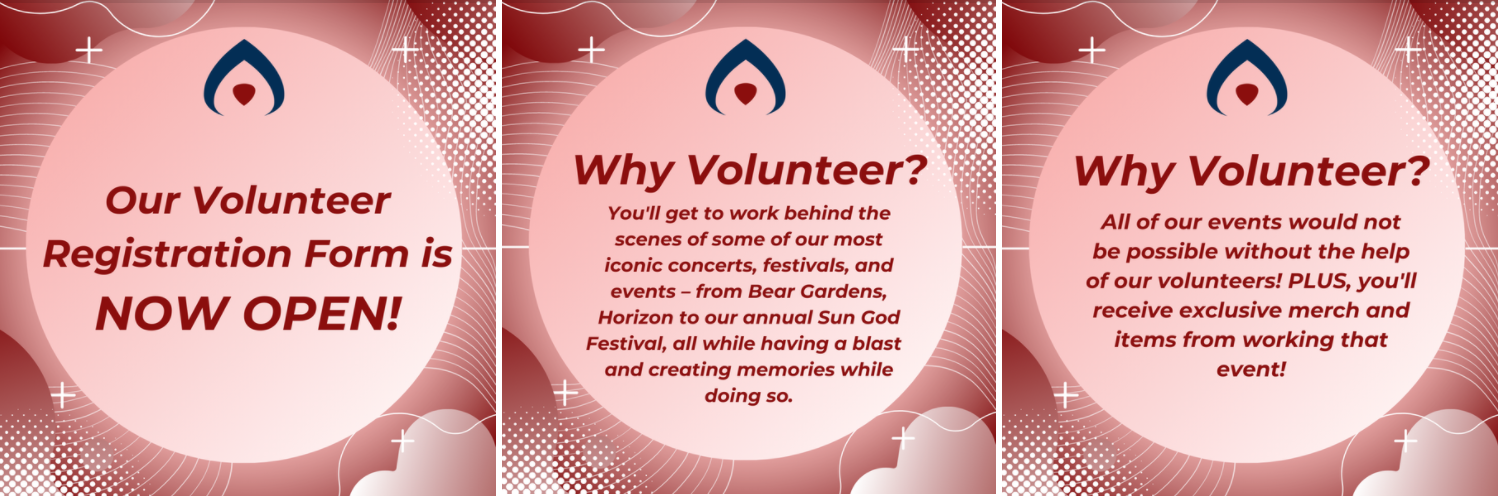 Our Volunteer
Registration Form is
NOW OPEN!
Why Volunteer?
You'll get to work behind the
scenes of some of our most
iconic concerts, festivals, and
events – from Bear Gardens,
Horizon to our annual Sun God
Festival, all while having a blast
and creating memories while
doing so.
Why Volunteer?
All of our events would not
be possible without the help
of our volunteers! PLUS, you'll
receive exclusive merch and
items from working that
event!